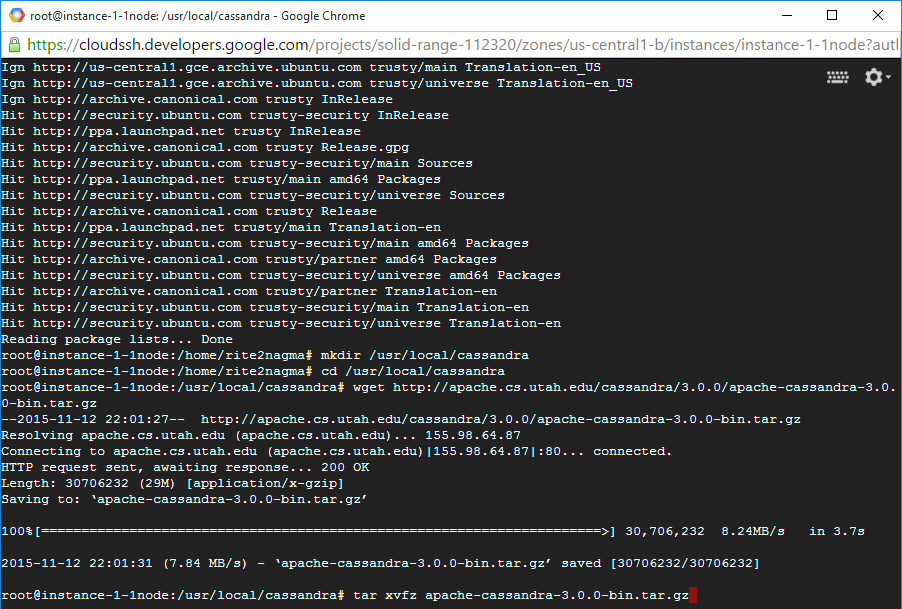 root@instance-1-1node: /usr/local/cassandra - Google Chrome
https://cloudssh.developers.google.com/projects/solid-range-112320/zones/us-central1-b/instances/instance-1-1node?autl
Ign http://us-central1.gce.archive.ubuntu.com trusty/main Translation-en_US
Ign http://us-central1.gce.archive.ubuntu.com trusty/universe Translation-en_US
Ign http://archive.canonical.com trusty InRelease
Hit http://security.ubuntu.com trusty-security InRelease
Hit http://ppa.launchpad.net trusty InRelease
Hit http://archive.canonical.com trusty Release.gpg
Hit http://security.ubuntu.com trusty-security/main Sources
Hit http://ppa.launchpad.net trusty/main amd64 Packages
Hit http://security.ubuntu.com trusty-security/universe Sources
Hit http://archive.canonical.com trusty Release
Hit http://ppa.launchpad.net trusty/main Translation-en
Hit http://security.ubuntu.com trusty-security/main amd64 Packages
Hit http://archive.canonical.com trusty/partner amd64 Packages
Hit http://security.ubuntu.com trusty-security/universe amd64 Packages
Hit http://archive.canonical.com trusty/partner Translation-en
Hit http://security.ubuntu.com trusty-security/main Translation-en
Hit http://security.ubuntu.com trusty-security/universe Translation-en
Reading package lists... Done
root@instance-1-1node:/home/rite2nagma# mkdir /usr/local/cassandra
root@instance-1-1node:/home/rite2nagma# cd /usr/local/cassandra
root@instance-1-1node:/usr/local/cassandra# wget http://apache.cs.utah.edu/cassandra/3.0.0/apache-cassandra-3.0.
0-bin.tar.gz
--2015-11-12 22:01:27--  http://apache.cs.utah.edu/cassandra/3.0.0/apache-cassandra-3.0.0-bin.tar.gz
Resolving apache.cs.utah.edu (apache.cs.utah.edu)... 155.98.64.87
Connecting to apache.cs.utah.edu (apache.cs.utah.edu)|155.98.64.87|:80... connected.
HTTP request sent, awaiting response... 200 OK
Length: 30706232 (29M) [application/x-gzip]
Saving to: ‘apache-cassandra-3.0.0-bin.tar.gz’
100%[======================================================================>] 30,706,232  8.24MB/s   in 3.7s
2015-11-12 22:01:31 (7.84 MB/s) - ‘apache-cassandra-3.0.0-bin.tar.gz’ saved [30706232/30706232]
root@instance-1-1node:/usr/local/cassandra# tar xvfz apache-cassandra-3.0.0-bin.tar.gz